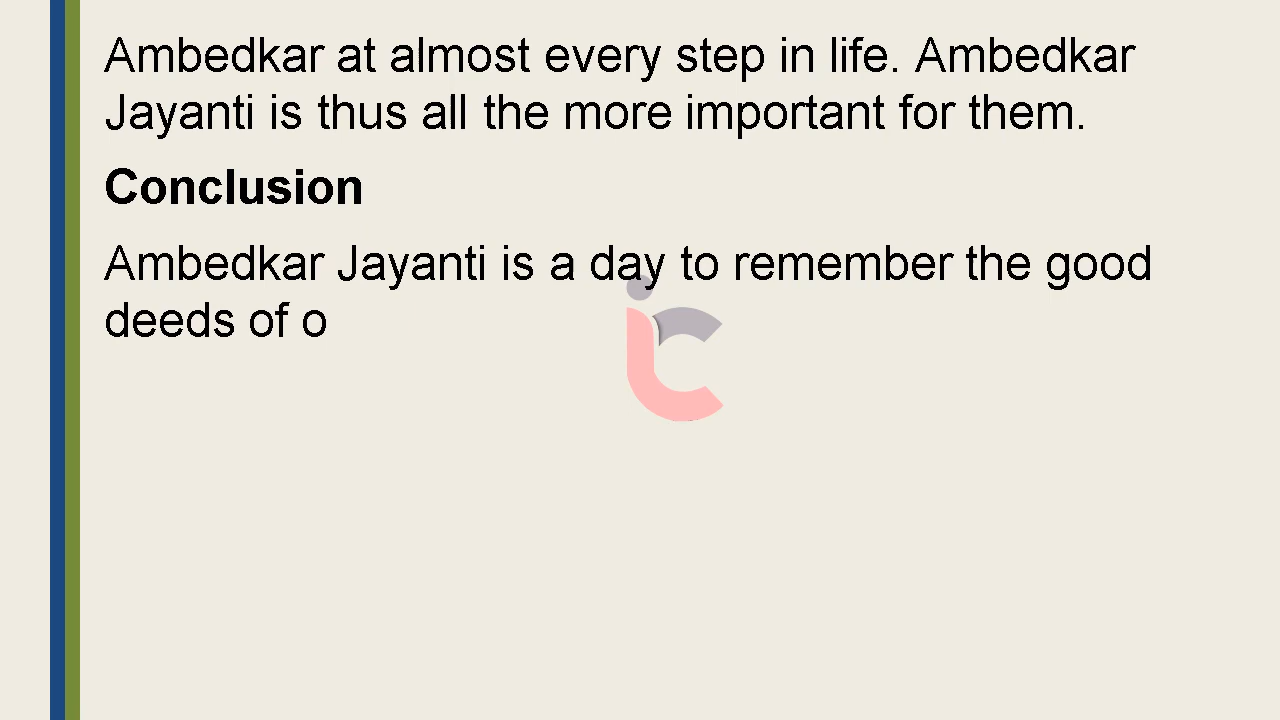 Ambedkar at almost every step in life. Ambedkar
Jayanti is thus all the more important for them.
Conclusion
Ambedkar Jayanti is a day to remember the good
deeds of o